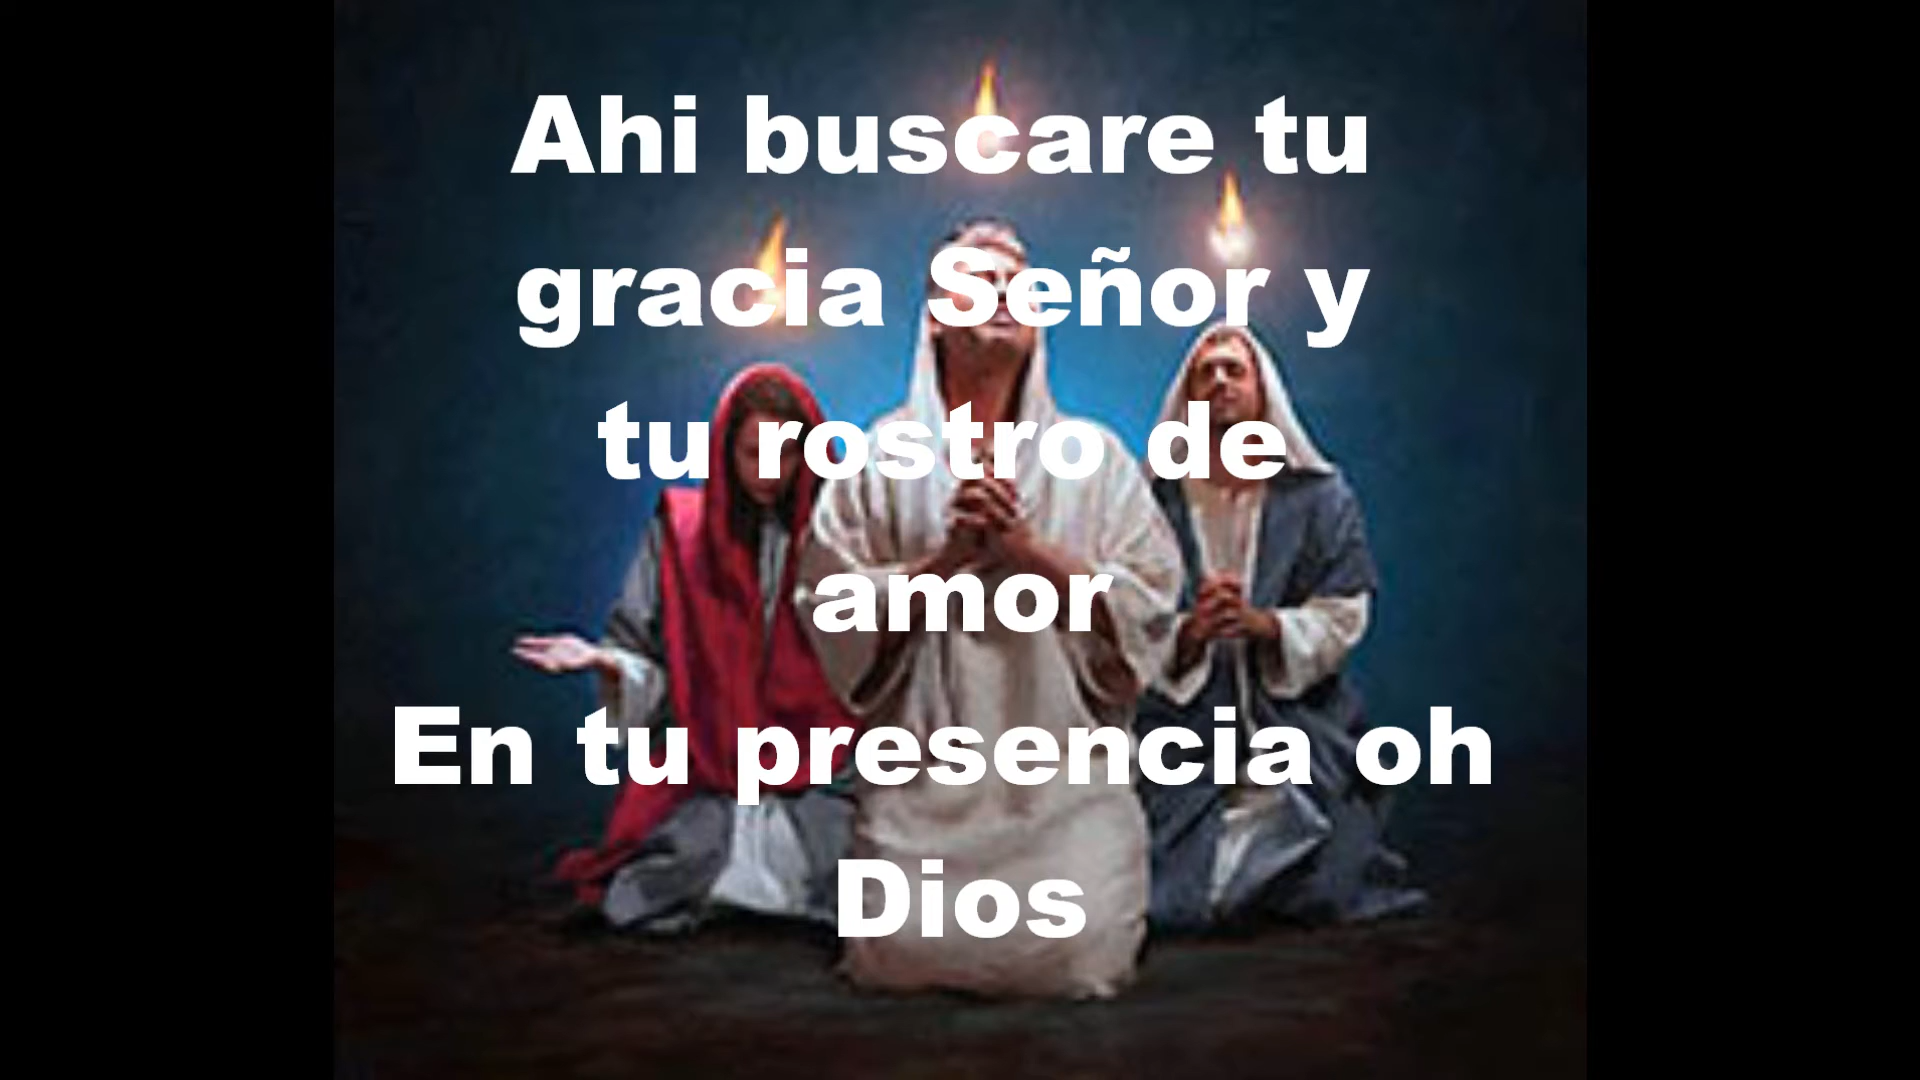 Ahi buscare tu
gracia Señor y
tu rostro de
amor
En tu presencia oh
Dios